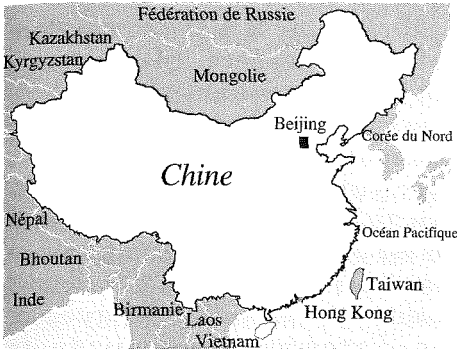 Fédération de Russie
Kazakhstan
Kyrgyzstan
Mongolie
Beijing
Corée du Nord
Chine
Népal
Océan Pacifique
Bhoutan
Taiwan
Inde
Birmanie
Laos
Hong Kong
Vietnam